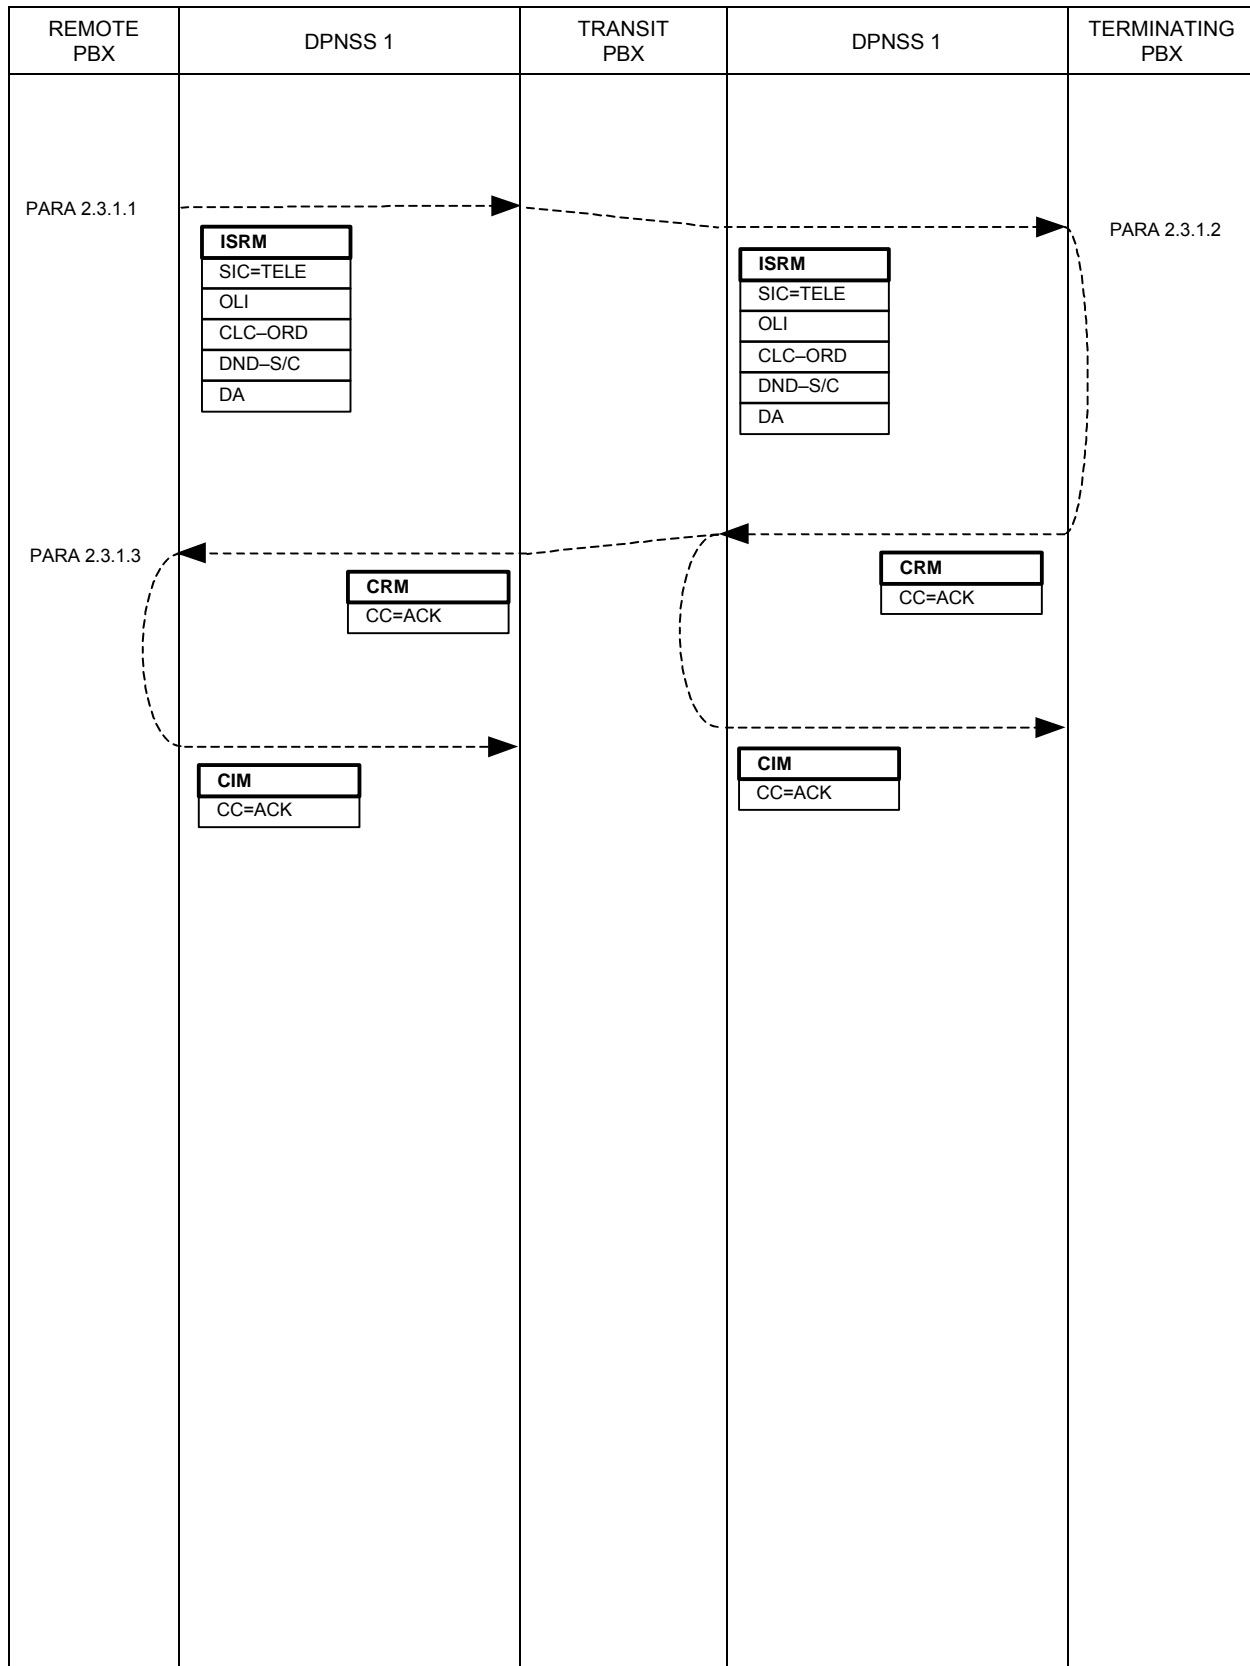 REMOTE
PBX
DPNSS 1
TRANSIT
PBX
DPNSS 1
TERMINATING
PBX
PARA 2.3.1.1
ISRM
SIC=TELE
OLI
CLC–ORD
DND–S/C
DA
ISRM
SIC=TELE
OLI
CLC–ORD
DND–S/C
DA
PARA 2.3.1.2
PARA 2.3.1.3
CRM
CC=ACK
CRM
CC=ACK
CIM
CC=ACK
CIM
CC=ACK